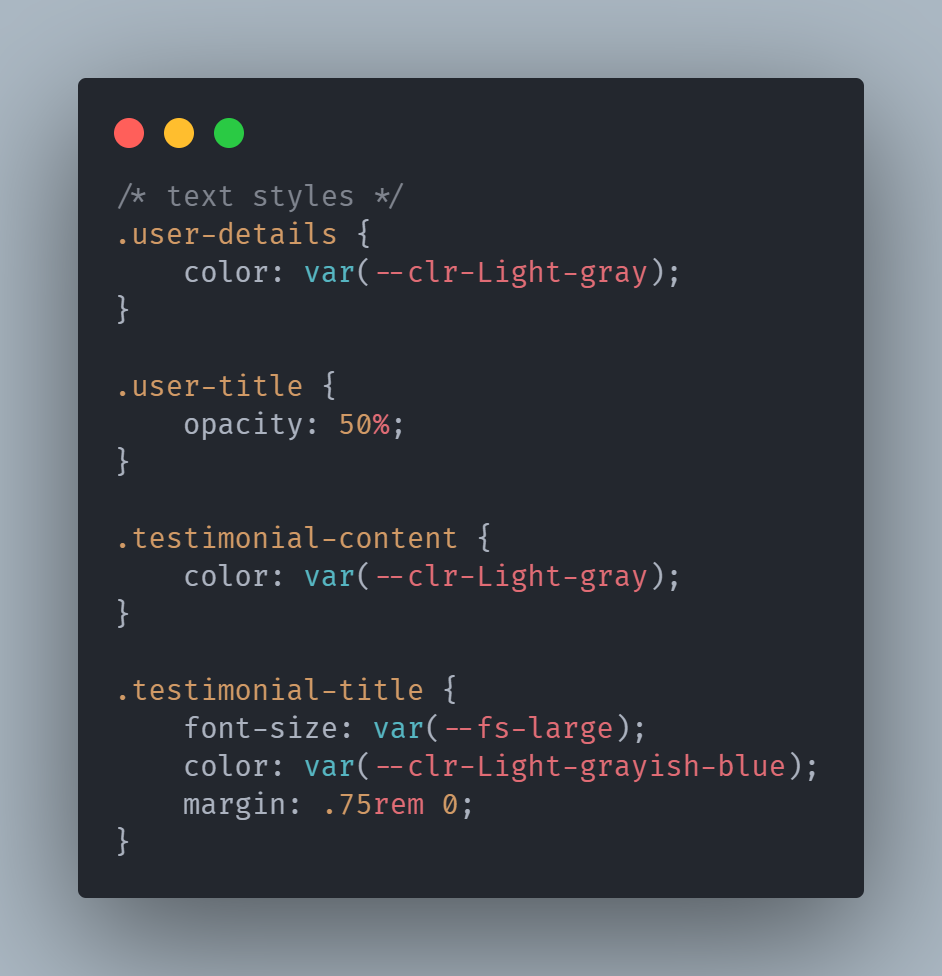 /* text styles */
.user-details {
    color: var(--clr-Light-gray);
}

.user-title {
    opacity: 50%;
}

.testimonial-content {
    color: var(--clr-Light-gray);
}

.testimonial-title {
    font-size: var(--fs-large);
    color: var(--clr-Light-grayish-blue);
    margin: .75rem 0;
}